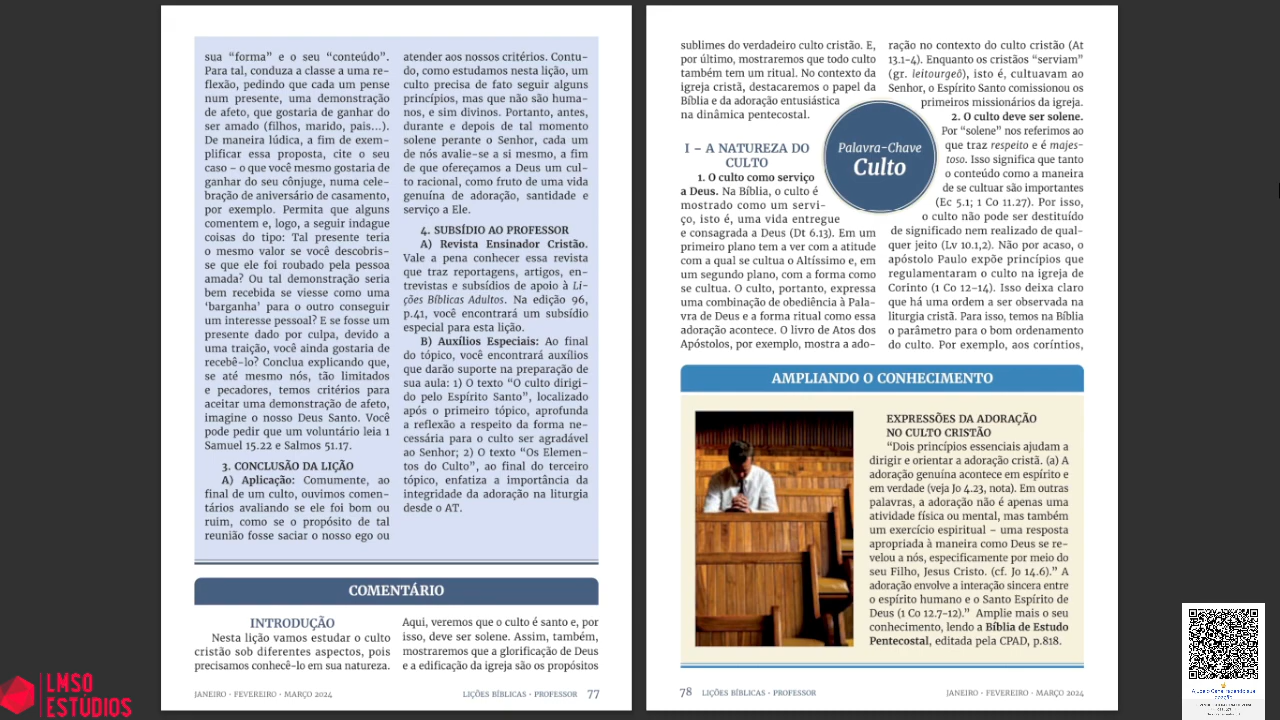 sua “forma” e o seu “conteúdo”.
Para tal, conduza a classe a uma re-
flexão, pedindo que cada um pense
num presente, uma demonstração
de afeto, que gostaria de ganhar do
ser amado (filhos, marido, pais...).
De maneira lúdica, a fim de exem-
plificar essa proposta, cite o seu
caso – o que você mesmo gostaria de
ganhar do seu cônjuge, numa cele-
bração de aniversário de casamento,
por exemplo. Permita que alguns
comentem e, logo, a seguir indague
coisas do tipo: Tal presente teria
o mesmo valor se você descobris-
se que ele foi roubado pela pessoa
amada? Ou tal demonstração seria
bem recebida se viesse como uma
‘barganha’ para o outro conseguir
um interesse pessoal? E se fosse um
presente dado por culpa, devido a
uma traição, você ainda gostaria de
recebê-lo? Conclua explicando que,
se até mesmo nós, tão limitados
e pecadores, temos critérios para
aceitar uma demonstração de afeto,
imagine o nosso Deus Santo. Você
pode pedir que um voluntário leia 1
Samuel 15.22 e Salmos 51.17.
3. CONCLUSÃO DA LIÇÃO
A) Aplicação: Comumente, ao
final de um culto, ouvimos comen-
tários avaliando se ele foi bom ou
ruim, como se o propósito de tal
reunião fosse saciar o nosso ego ou
atender aos nossos critérios. Contu-
do, como estudamos nesta lição, um
culto precisa de fato seguir alguns
princípios, mas que não são huma-
nos, e sim divinos. Portanto, antes,
durante e depois de tal momento
solene perante o Senhor, cada um
de nós avalie-se a si mesmo, a fim
de que ofereçamos a Deus um cul-
to racional, como fruto de uma vida
genuína de adoração, santidade e
serviço a Ele.
4. SUBSÍDIO AO PROFESSOR
A) Revista Ensinador Cristão.
Vale a pena conhecer essa revista
que traz reportagens, artigos, en-
trevistas e subsídios de apoio à Li-
ções Bíblicas Adultos. Na edição 96,
p.41, você encontrará um subsídio
especial para esta lição.
B) Auxílios Especiais: Ao final
do tópico, você encontrará auxílios
que darão suporte na preparação de
sua aula: 1) O texto “O culto dirigi-
do pelo Espírito Santo”, localizado
após o primeiro tópico, aprofunda
a reflexão a respeito da forma ne-
cessária para o culto ser agradável
ao Senhor; 2) O texto “Os Elemen-
tos do Culto”, ao final do terceiro
tópico, enfatiza a importância da
integridade da adoração na liturgia
desde o AT.
COMENTÁRIO
INTRODUÇÃO
Nesta lição vamos estudar o culto
cristão sob diferentes aspectos, pois
precisamos conhecê-lo em sua natureza.
Aqui, veremos que o culto é santo e, por
isso, deve ser solene. Assim, também,
mostraremos que a glorificação de Deus
e a edificação da igreja são os propósitos
JANEIRO · FEVEREIRO · MARÇO 2024
LIÇÕES BÍBLICAS · PROFESSOR 77
sublimes do verdadeiro culto cristão. E,
por último, mostraremos que todo culto
também tem um ritual. No contexto da
igreja cristã, destacaremos o papel da
Bíblia e da adoração entusiástica
na dinâmica pentecostal.
I – A NATUREZA DO
CULTO
1. O culto como serviço
a Deus. Na Bíblia, o culto é
mostrado como um servi-
ço, isto é, uma vida entregue
e consagrada a Deus (Dt 6.13). Em um
primeiro plano tem a ver com a atitude
com a qual se cultua o Altíssimo e, em
um segundo plano, com a forma como
se cultua. O culto, portanto, expressa
uma combinação de obediência à Pala-
vra de Deus e a forma ritual como essa
adoração acontece. O livro de Atos dos
Apóstolos, por exemplo, mostra a ado-
Palavra-Chave
Culto
ração no contexto do culto cristão (At
13.1-4). Enquanto os cristãos “serviam”
(gr. leitourgeō), isto é, cultuavam ao
Senhor, o Espírito Santo comissionou os
primeiros missionários da igreja.
2. O culto deve ser solene.
Por “solene” nos referimos ao
que traz respeito e é majes-
toso. Isso significa que tanto
o conteúdo como a maneira
de se cultuar são importantes
(Ec 5.1; 1 Co 11.27). Por isso,
o culto não pode ser destituído
de significado nem realizado de qual-
quer jeito (Lv 10.1,2). Não por acaso, o
apóstolo Paulo expõe princípios que
regulamentaram o culto na igreja de
Corinto (1 Co 12–14). Isso deixa claro
que há uma ordem a ser observada na
liturgia cristã. Para isso, temos na Bíblia
o parâmetro para o bom ordenamento
do culto. Por exemplo, aos coríntios,
AMPLIANDO O CONHECIMENTO
EXPRESSÕES DA ADORAÇÃO
NO CULTO CRISTÃO
“Dois princípios essenciais ajudam a
dirigir e orientar a adoração cristã. (a) A
adoração genuína acontece em espírito e
em verdade (veja Jo 4.23, nota). Em outras
palavras, a adoração não é apenas uma
atividade física ou mental, mas também
um exercício espiritual – uma resposta
apropriada à maneira como Deus se re-
velou a nós, especificamente por meio do
seu Filho, Jesus Cristo. (cf. Jo 14.6).” A
adoração envolve a interação sincera entre
o espírito humano e o Santo Espírito de
Deus (1 Co 12.7-12).” Amplie mais o seu
conhecimento, lendo a Bíblia de Estudo
Pentecostal, editada pela CPAD, p.818.
78 LIÇÕES BÍBLICAS · PROFESSOR
JANEIRO · FEVEREIRO · MARÇO 2024
LMSO
ESTÚDIOS